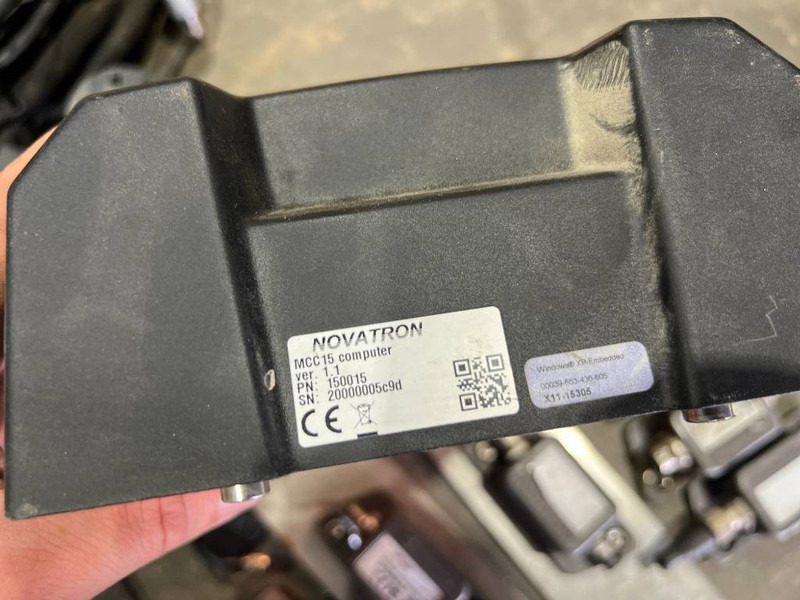 NOVATRON
MCC15 computer
ver. 1.1
PN: 150015
SN: 20000005c9d
CE
Windows® XP Embedded
X11-15305